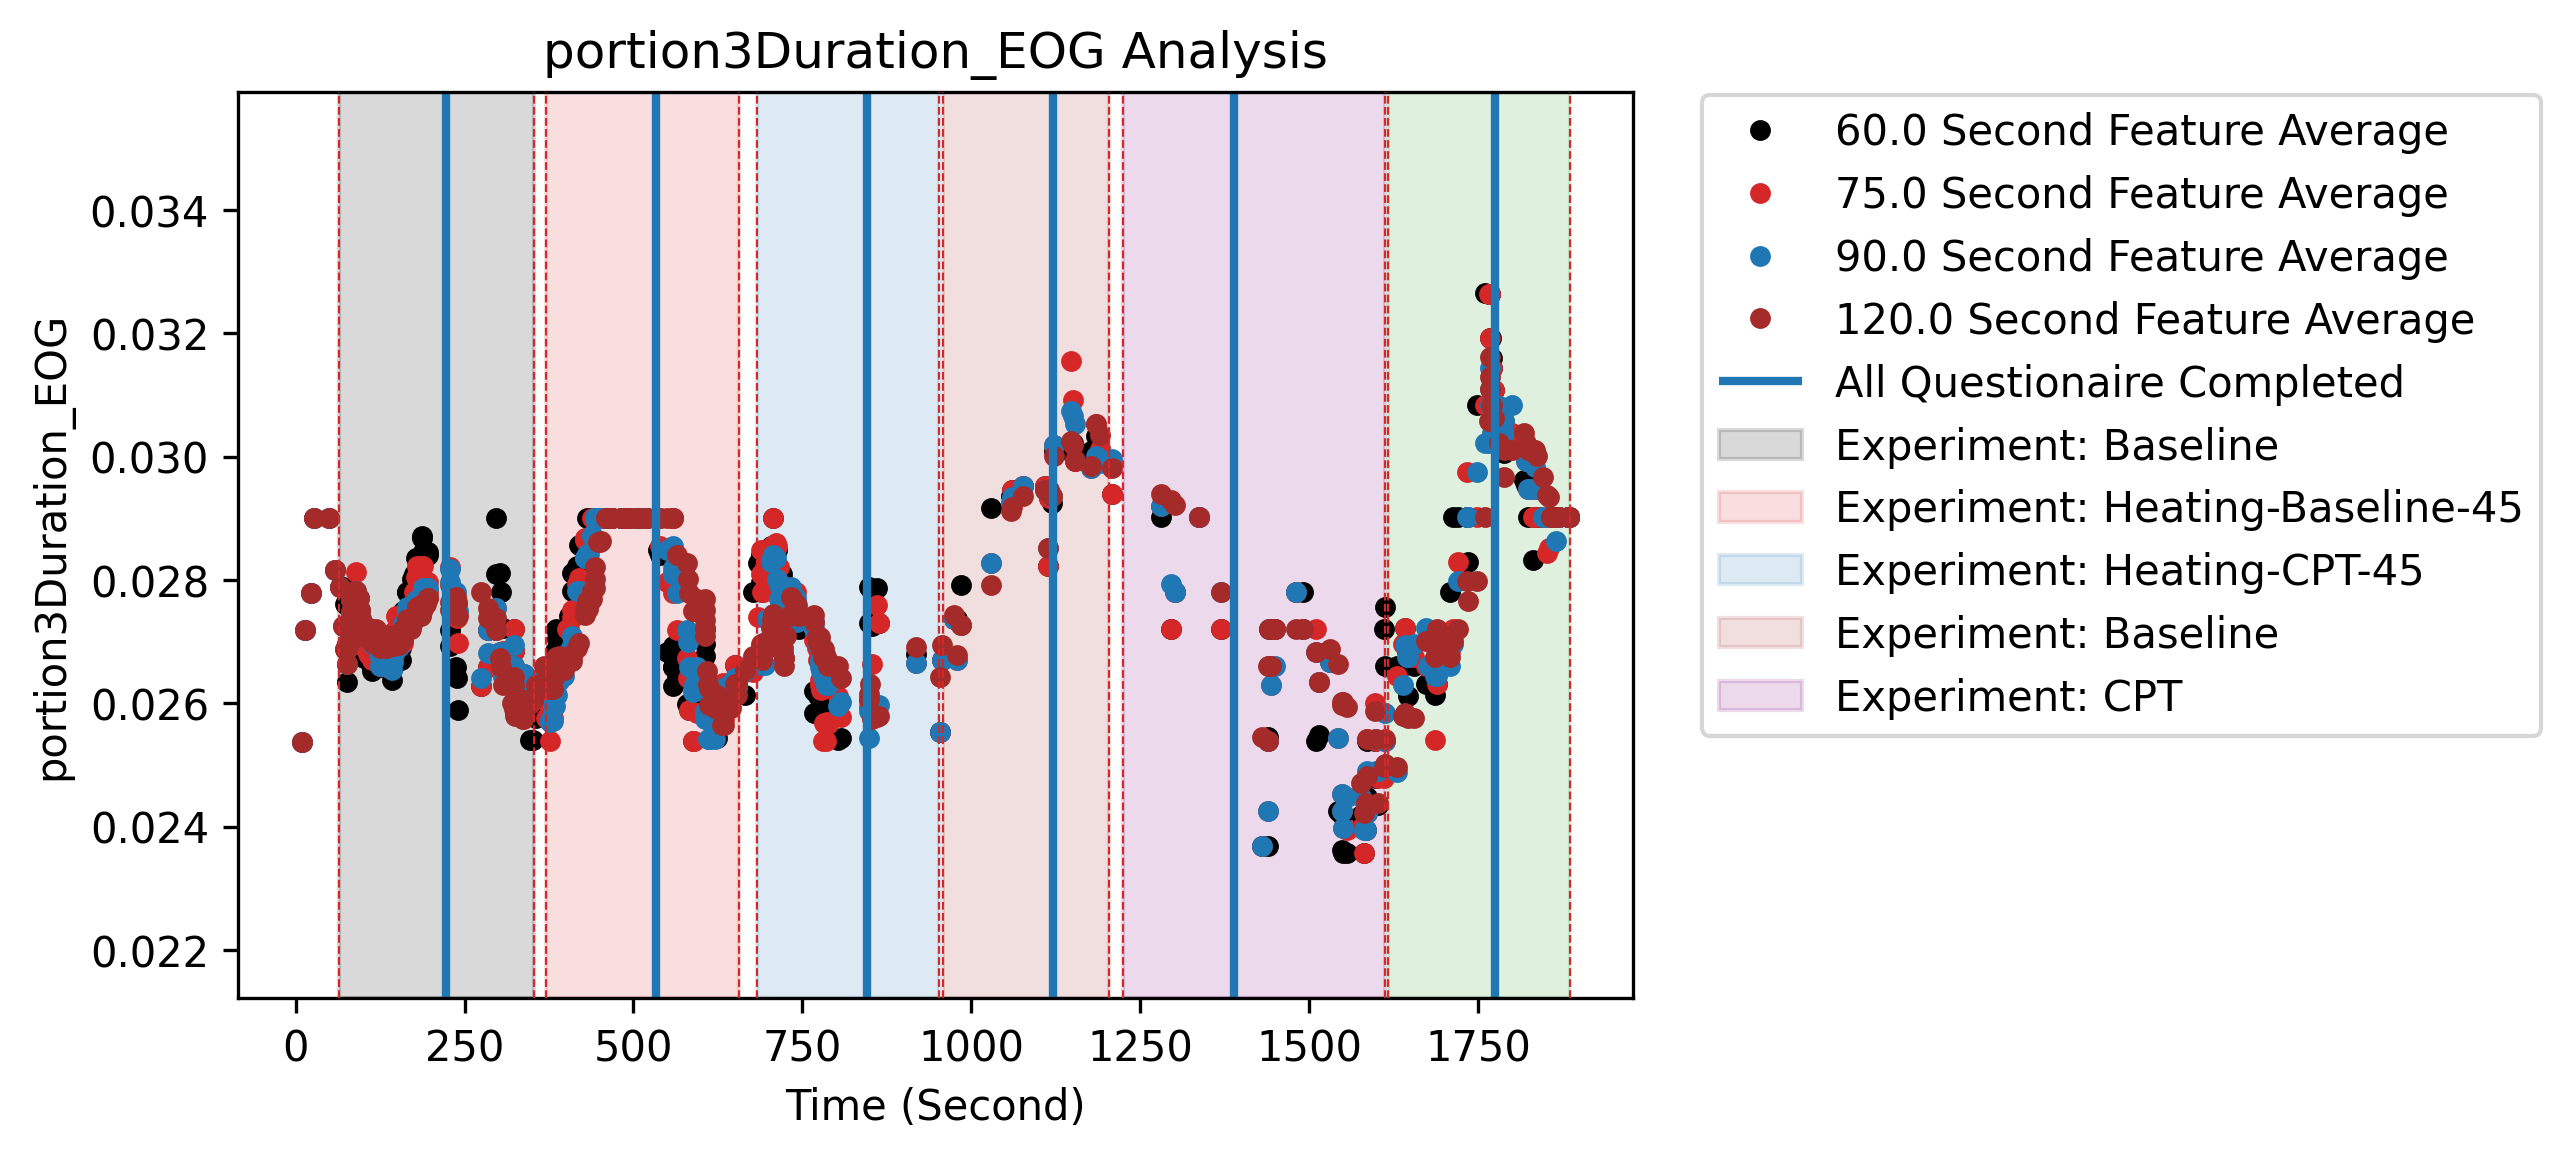 portion3Duration_EOG Analysis
portion3Duration_EOG
0.034
0.032
0.030
0.028
0.026
0.024
0.022
0 250 500 750 1000 1250 1500 1750
Time (Second)
60.0 Second Feature Average
75.0 Second Feature Average
90.0 Second Feature Average
120.0 Second Feature Average
All Questionaire Completed
Experiment: Baseline
Experiment: Heating-Baseline-45
Experiment: Heating-CPT-45
Experiment: Baseline
Experiment: CPT